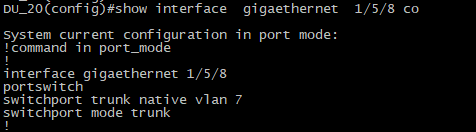 DU_20(config)#show interface  gigaethernet  1/5/8 co
System current configuration in port mode:
!command in port_mode
!
interface gigaethernet 1/5/8
portswitch
switchport trunk native vlan 7
switchport mode trunk
!